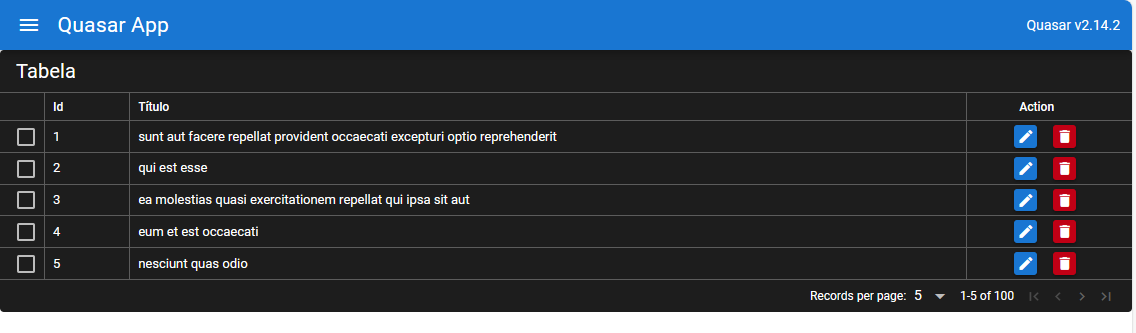 Quasar App Quasar v2.14.2
Tabela
Id Título Action
1 sunt aut facere repellat provident occaecati excepturi optio reprehenderit
2 qui est esse
3 ea molestias quasi exercitationem repellat qui ipsa sit aut
4 eum et est occaecati
5 nesciunt quas odio
Records per page: 5 1-5 of 100